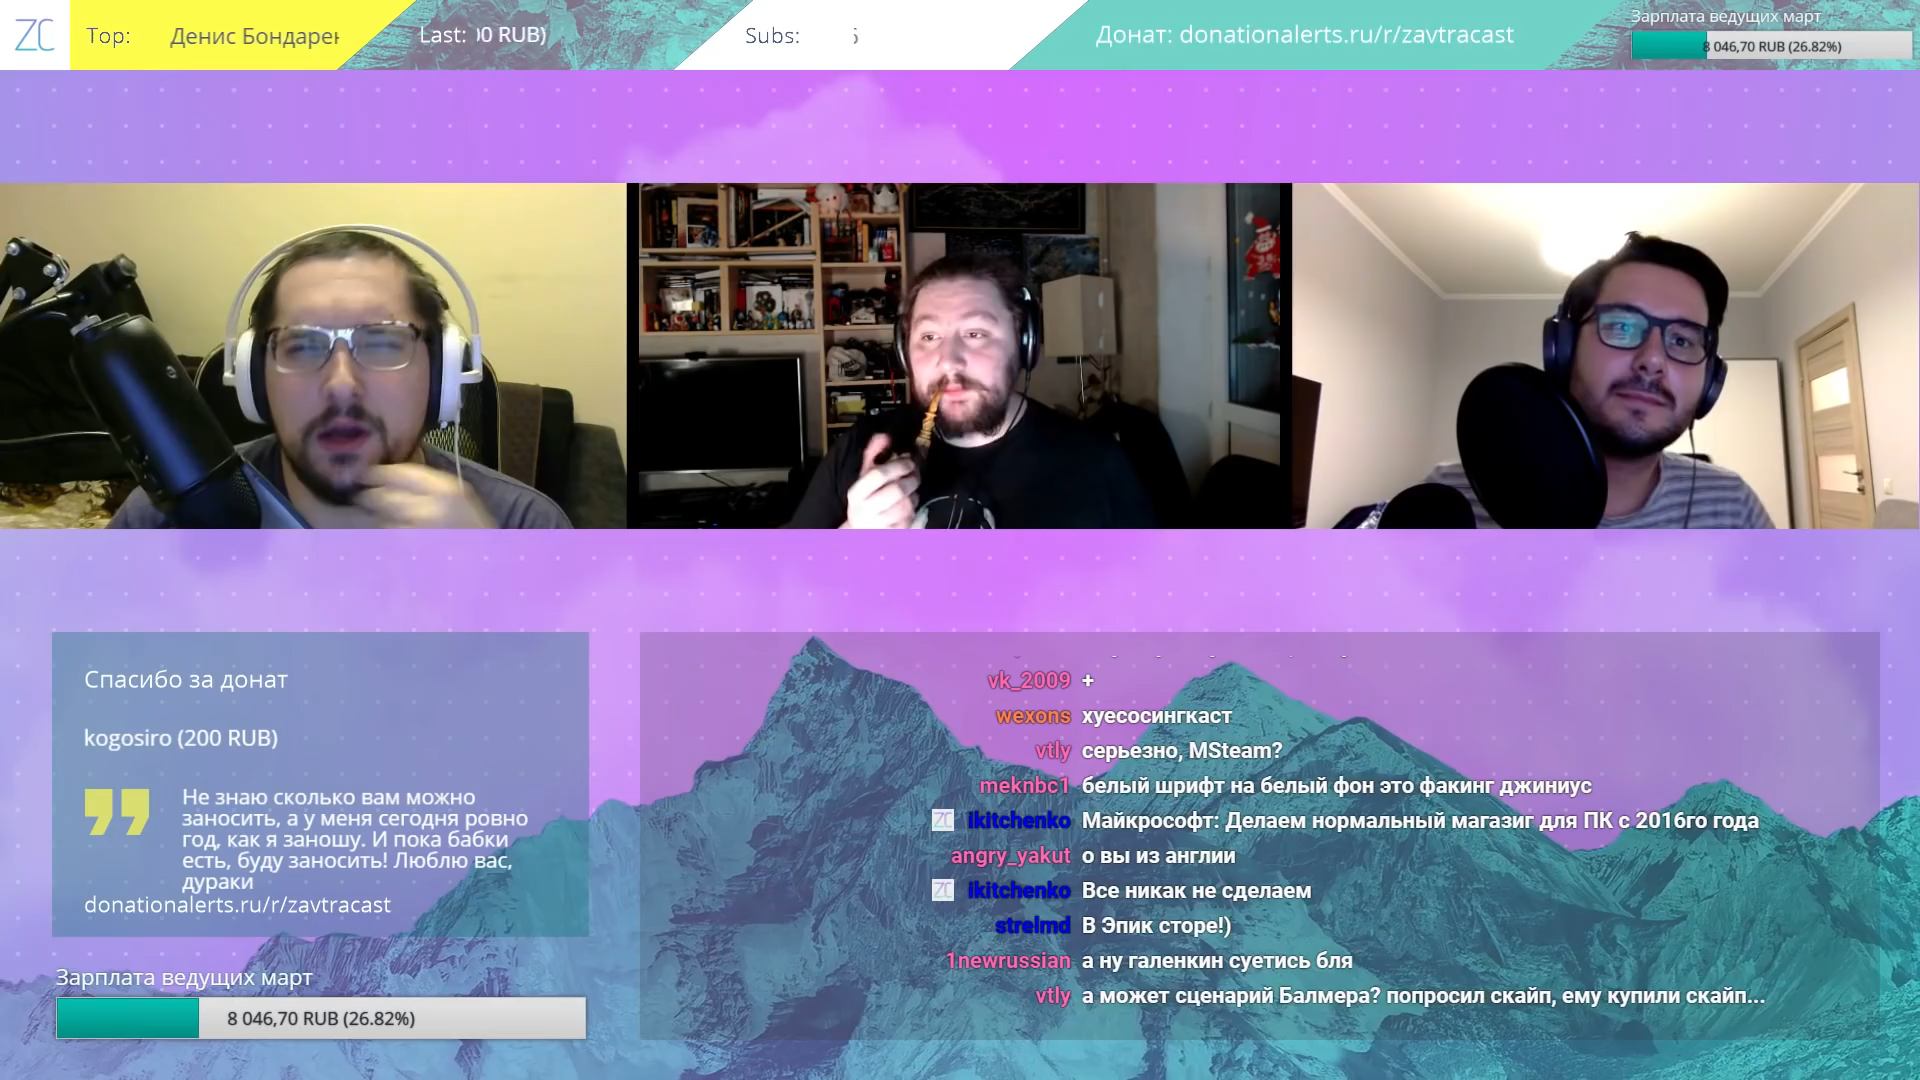 ZC
Top: Денис Бондарен
Last: 00 RUB)
Subs:
Донат: donationalerts.ru/r/zavtracast
Зарплата ведущих март
8 046,70 RUB (26.82%)
Спасибо за донат
kogosiro (200 RUB)
Не знаю сколько вам можно
заносить, а у меня сегодня ровно
год, как я заношу. И пока бабки
есть, буду заносить! Люблю вас,
дураки
donationalerts.ru/r/zavtracast
Зарплата ведущих март
8 046,70 RUB (26.82%)
vk_2009 +
wexons хуесосингкаст
vtly серьезно, MSteam?
meknbc1 белый шрифт на белый фон это факинг джиниус
ZC ikitchenko Майкрософт: Делаем нормальный магазиг для ПК с 2016го года
angry_yakut о вы из англии
ZC ikitchenko Все никак не сделаем
strelmd В Эпик сторе!)
1newrussian а ну галенкин суетись бля
vtly а может сценарий Балмера? попросил скайп, ему купили скайп...